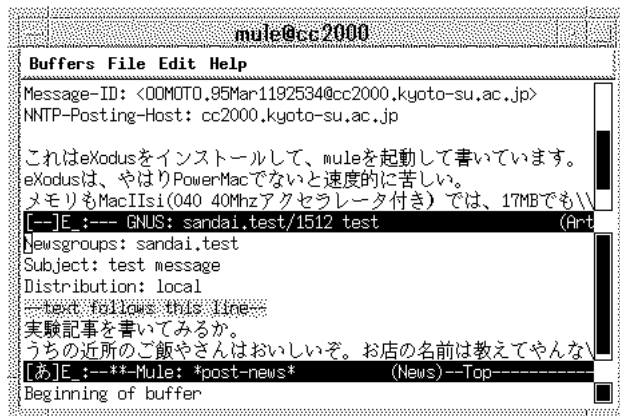 mule@cc2000
Buffers File Edit Help
Message-ID: <OOMOTO.95Mar1192534@cc2000.kyoto-su.ac.jp>
NNTP-Posting-Host: cc2000.kyoto-su.ac.jp
これはeXodusをインストールして、muleを起動して書いています。
eXodusは、やはりPowerMacでないと速度的に苦しい。
メモリもMacIIsi(040 40Mhzアクセラレータ付き) では、17MBでも\
[--]E_:--- GNUS: sandai.test/1512 test (Art
Newsgroups: sandai.test
Subject: test message
Distribution: local
--text follows this line--
実験記事を書いてみるか。
うちの近所のご飯やさんはおいしいぞ。お店の名前は教えてやんな\
[あ]E_:--**-Mule: *post-news* (News)--Top-----------
Beginning of buffer